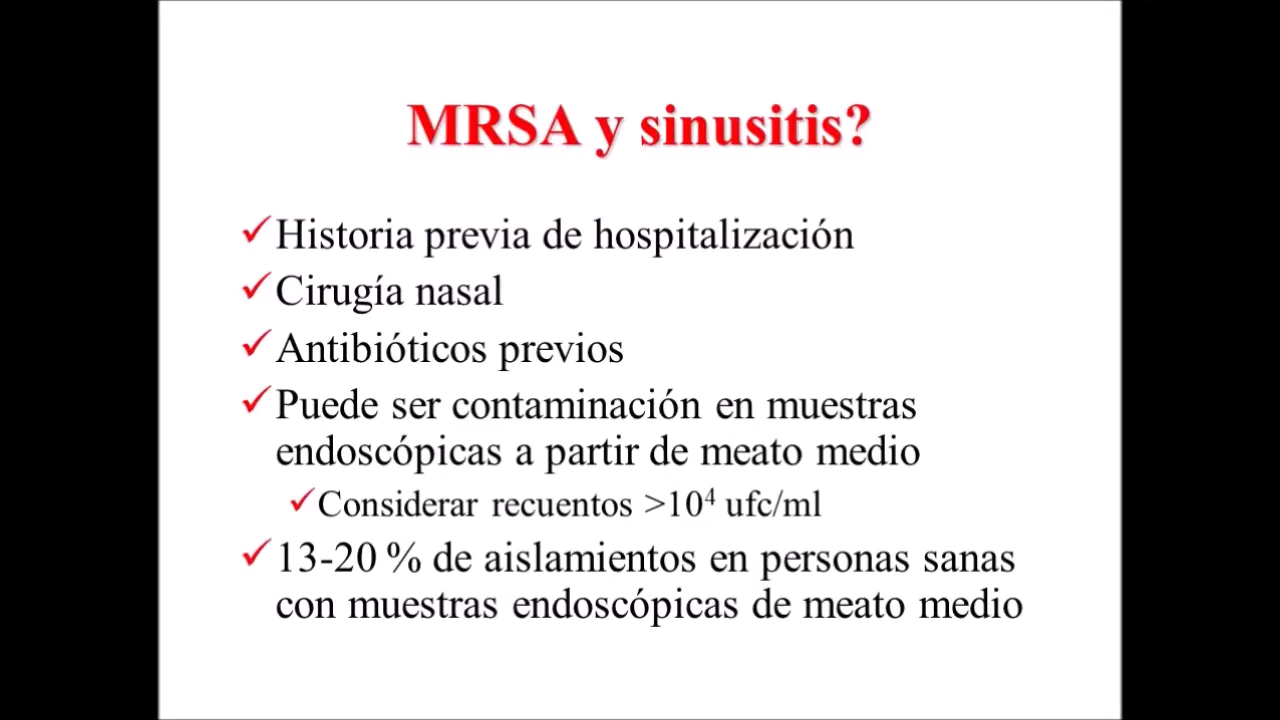 MRSA y sinusitis?
✓Historia previa de hospitalización
✓Cirugía nasal
✓Antibióticos previos
✓Puede ser contaminación en muestras
endoscópicas a partir de meato medio
✓Considerar recuentos >10⁴ ufc/ml
✓13-20 % de aislamientos en personas sanas
con muestras endoscópicas de meato medio